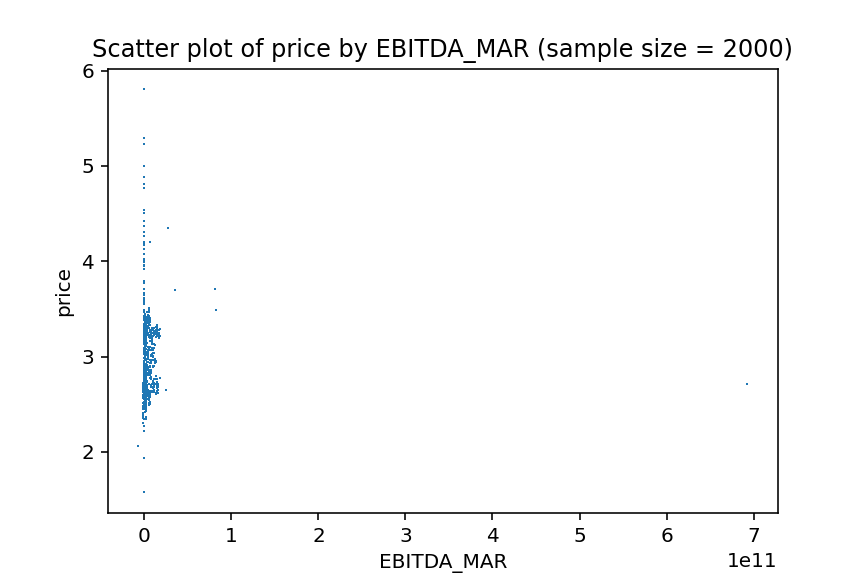 Scatter plot of price by EBITDA_MAR (sample size = 2000)
6
5
4
3
2
price
0 1 2 3 4 5 6 7
1e11
EBITDA_MAR